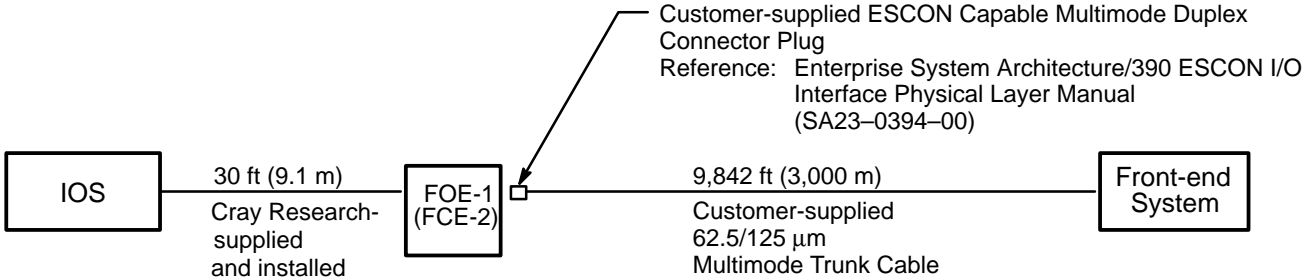 Customer-supplied ESCON Capable Multimode Duplex
Connector Plug
Reference: Enterprise System Architecture/390 ESCON I/O
Interface Physical Layer Manual
(SA23–0394–00)
IOS
30 ft (9.1 m)
Cray Research-
supplied
and installed
FOE-1
(FCE-2)
9,842 ft (3,000 m)
Customer-supplied
62.5/125 μm
Multimode Trunk Cable
Front-end
System